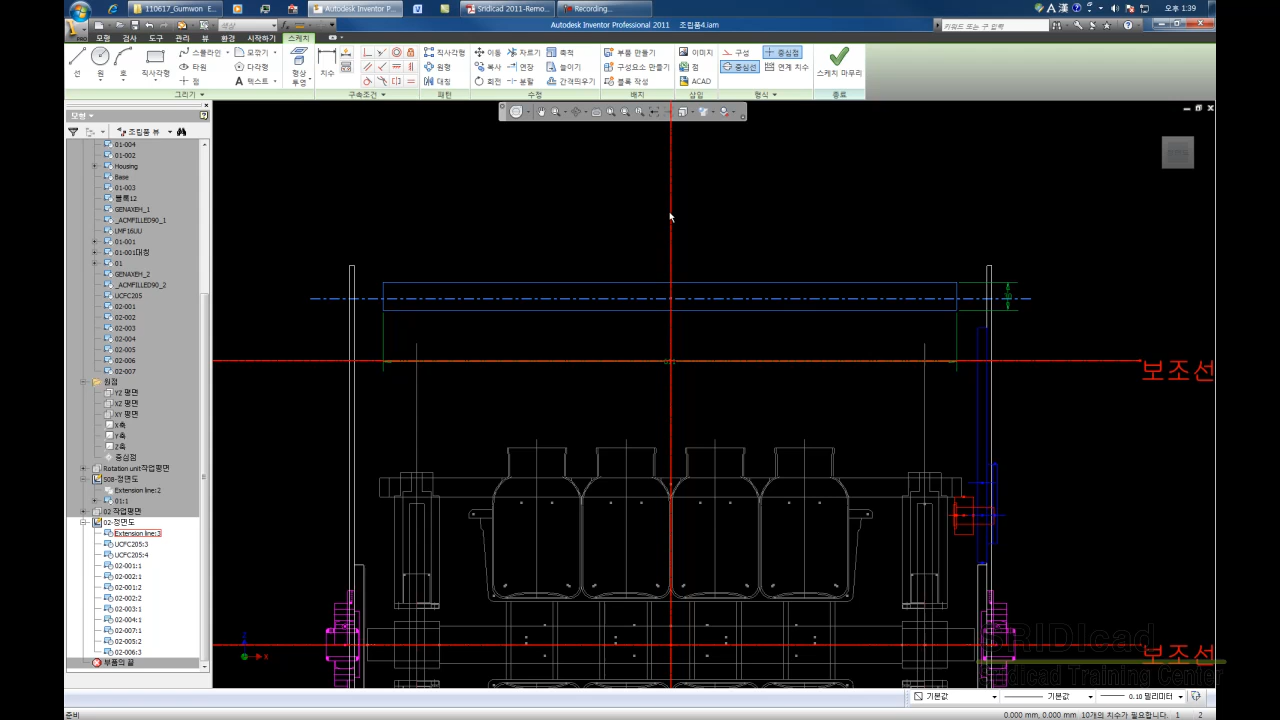 110617_Gumwon E...
Autodesk Inventor P...
Sridlcad 2011-Remo...
Recording...
오후 1:39
Autodesk Inventor Professional 2011 조립품4.iam
키워드 또는 구 입력
PRO
모형 검사 도구 관리 뷰 환경 시작하기 스케치
선 원 호 직사각형
스플라인
타원
점
모깎기
다각형
텍스트
형상 투영
치수
직사각형
원형
대칭
이동
복사
회전
자르기
연장
분할
축척
늘이기
간격띄우기
부품 만들기
구성요소 만들기
블록 작성
이미지
점
ACAD
구성
중심선
중심점
연계 치수
스케치 마무리
그리기 구속조건 패턴 수정 배치 삽입 형식 종료
모형
조립품 뷰
01-004
01-002
Housing
Base
01-003
블록12
GENAXEH_1
_ACMFILLED90_1
LMF16UU
01-001
01-001대칭
01
GENAXEH_2
_ACMFILLED90_2
UCFC205
02-001
02-002
02-003
02-004
02-005
02-006
02-007
원점
YZ 평면
XZ 평면
XY 평면
X축
Y축
Z축
중심점
Rotation unit작업평면
S08-정면도
Extension line:2
01:1
02 작업평면
02-정면도
Extension line:3
UCFC205:3
UCFC205:4
02-001:1
02-002:1
02-001:2
02-002:2
02-003:1
02-004:1
02-007:1
02-005:2
02-006:3
부품의 끝
보조선
보조선
SRIDIcad
Sridicad Training Center
기본값 기본값 0.10 밀리미터
준비
0.000 mm, 0.000 mm 10개의 치수가 필요합니다. 1 2